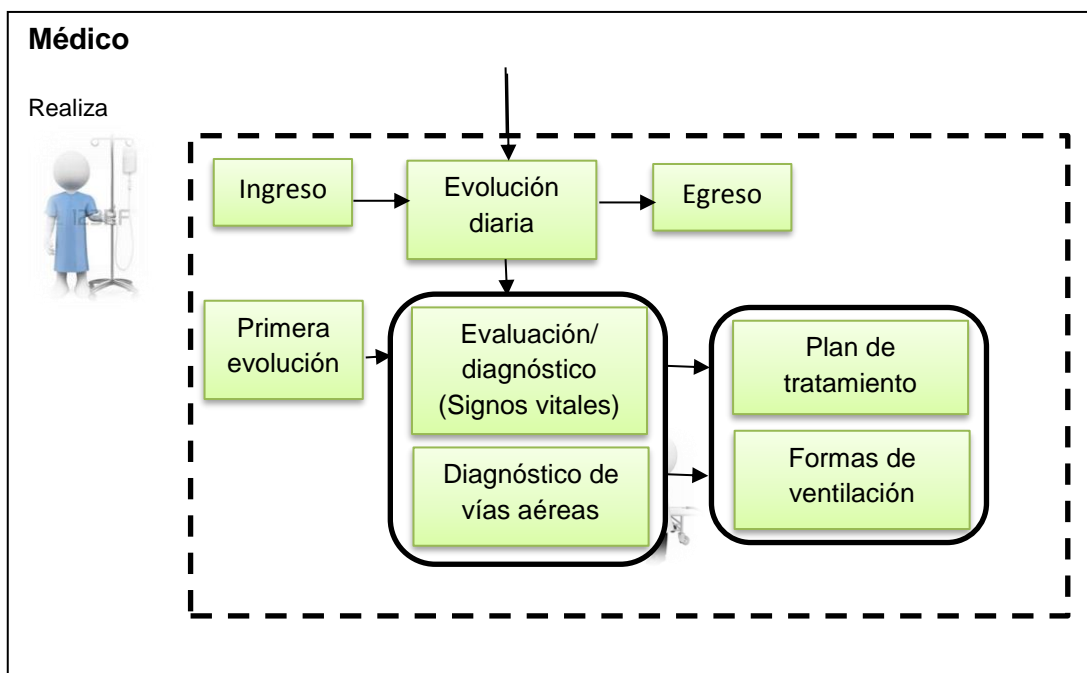 Médico
Realiza
Ingreso
Evolución
diaria
Egreso
Primera
evolución
Evaluación/
diagnóstico
(Signos vitales)
Diagnóstico de
vías aéreas
Plan de
tratamiento
Formas de
ventilación